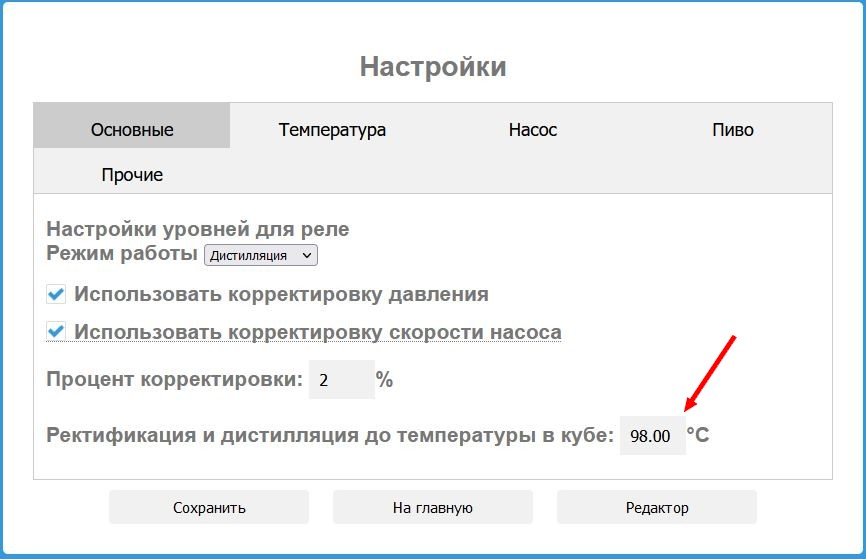 Настройки
Основные Температура Насос Пиво
Прочие
Настройки уровней для реле
Режим работы Дистилляция
Использовать корректировку давления
Использовать корректировку скорости насоса
Процент корректировки: 2 %
Ректификация и дистилляция до температуры в кубе: 98.00 °C
Сохранить На главную Редактор